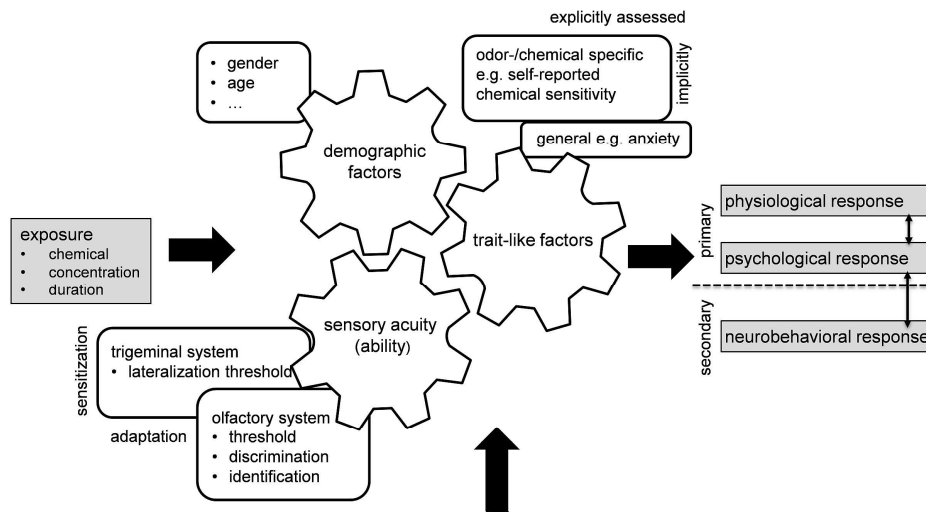 explicitly assessed
implicitly
• gender
• age
• ...
odor-/chemical specific
e.g. self-reported
chemical sensitivity
general e.g. anxiety
demographic
factors
trait-like factors
exposure
• chemical
• concentration
• duration
sensory acuity
(ability)
sensitization
trigeminal system
• lateralization threshold
adaptation
olfactory system
• threshold
• discrimination
• identification
primary
physiological response
psychological response
secondary
neurobehavioral response